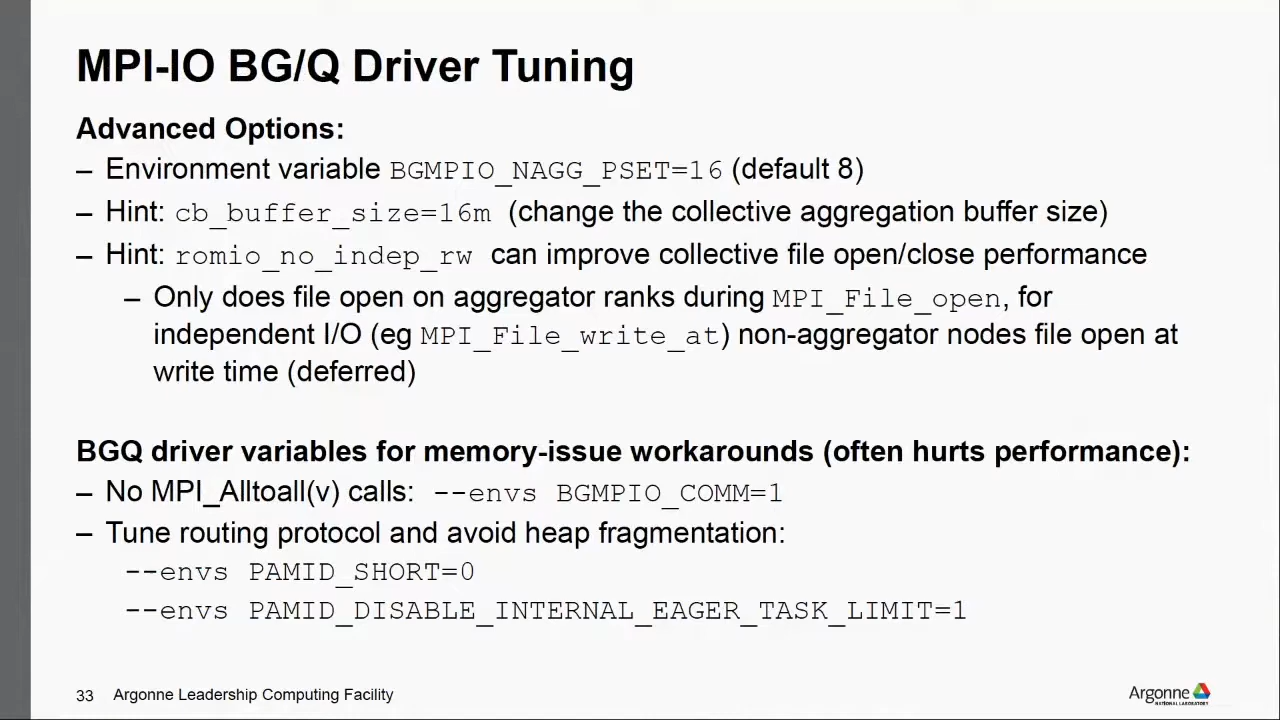 MPI-IO BG/Q Driver Tuning
Advanced Options:
– Environment variable BGMPIO_NAGG_PSET=16 (default 8)
– Hint: cb_buffer_size=16m (change the collective aggregation buffer size)
– Hint: romio_no_indep_rw can improve collective file open/close performance
– Only does file open on aggregator ranks during MPI_File_open, for
independent I/O (eg MPI_File_write_at) non-aggregator nodes file open at
write time (deferred)
BGQ driver variables for memory-issue workarounds (often hurts performance):
– No MPI_Alltoall(v) calls: --envs BGMPIO_COMM=1
– Tune routing protocol and avoid heap fragmentation:
--envs PAMID_SHORT=0
--envs PAMID_DISABLE_INTERNAL_EAGER_TASK_LIMIT=1
33 Argonne Leadership Computing Facility
Argonne
NATIONAL LABORATORY